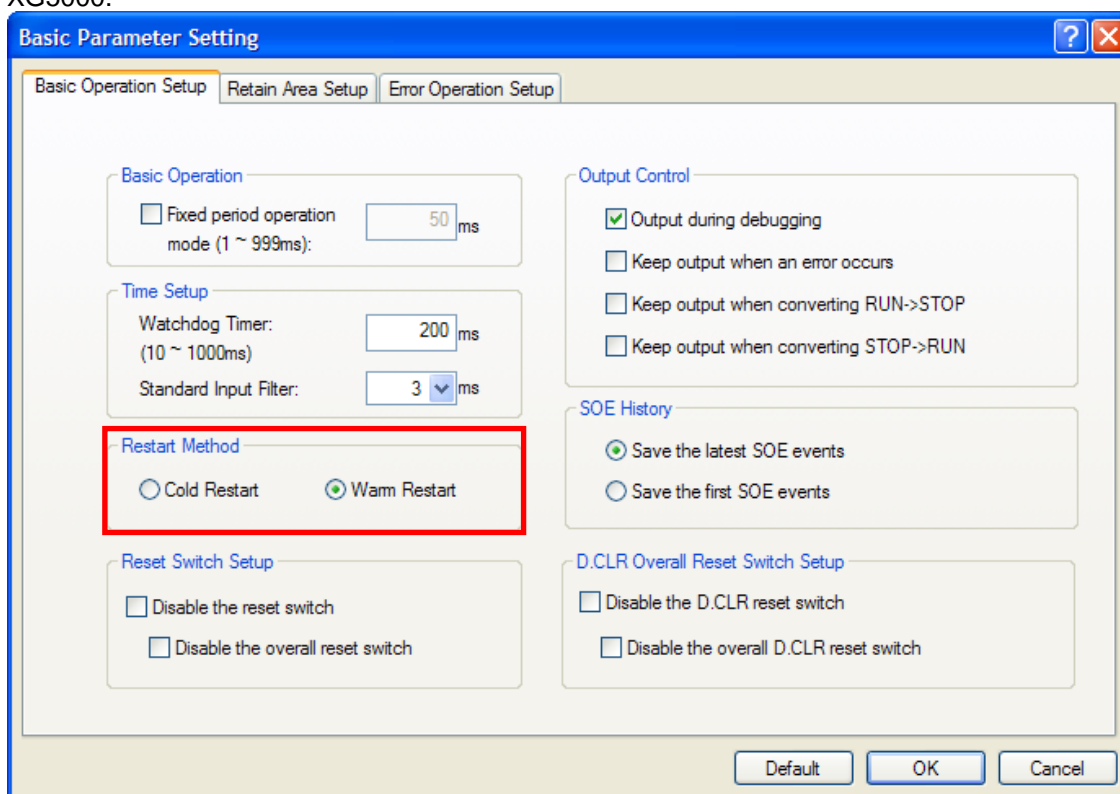 XG5000.
Basic Parameter Setting
Basic Operation Setup
Retain Area Setup
Error Operation Setup
Basic Operation
Fixed period operation
mode (1 ~ 999ms):
50 ms
Time Setup
Watchdog Timer:
(10 ~ 1000ms)
200 ms
Standard Input Filter:
3 ms
Restart Method
Cold Restart
Warm Restart
Reset Switch Setup
Disable the reset switch
Disable the overall reset switch
Output Control
Output during debugging
Keep output when an error occurs
Keep output when converting RUN->STOP
Keep output when converting STOP->RUN
SOE History
Save the latest SOE events
Save the first SOE events
D.CLR Overall Reset Switch Setup
Disable the D.CLR reset switch
Disable the overall D.CLR reset switch
Default
OK
Cancel